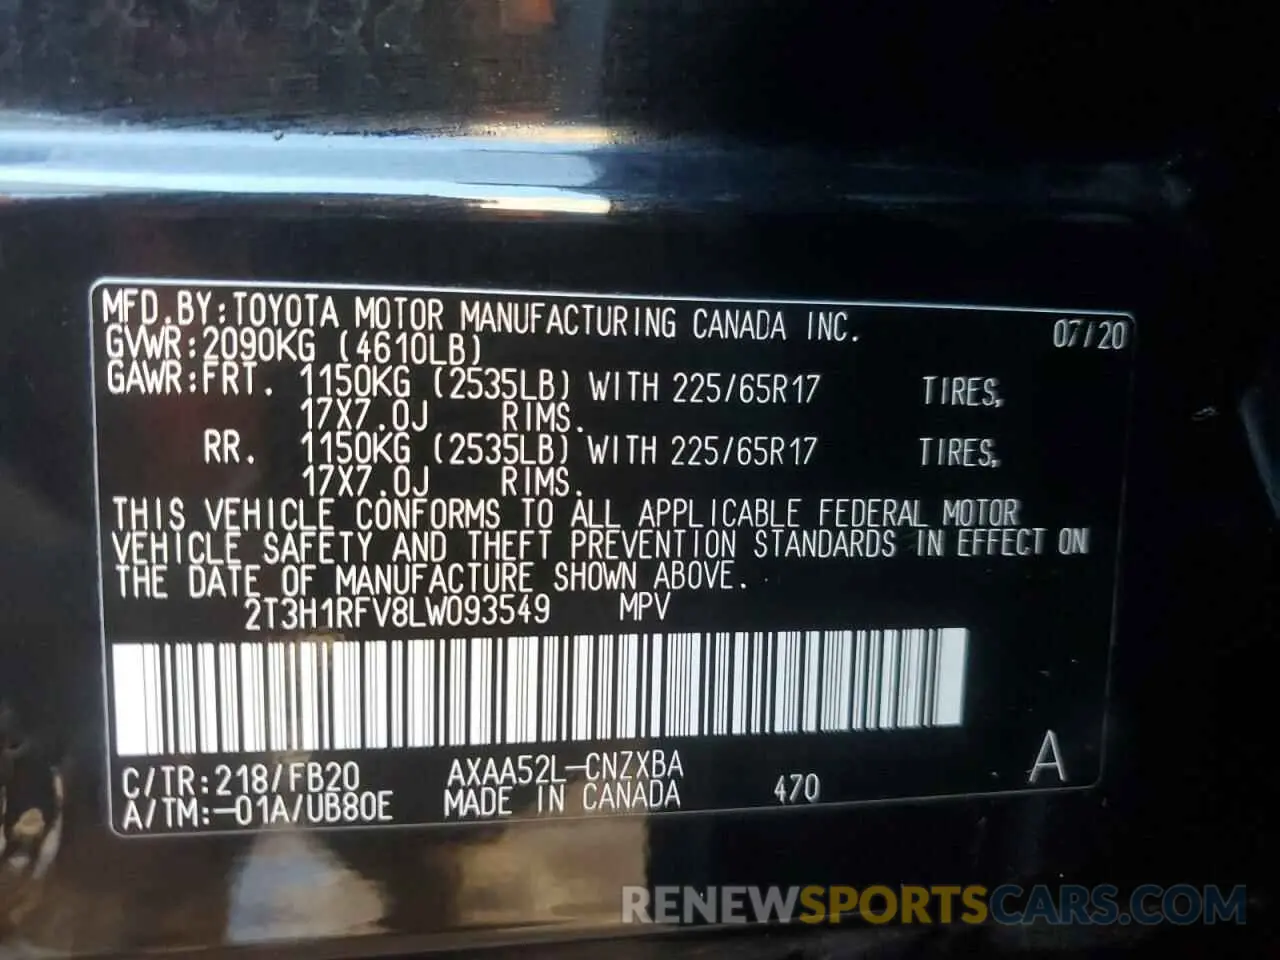 MFD.BY:TOYOTA MOTOR MANUFACTURING CANADA INC. 07/20
GVWR:2090KG (4610LB)
GAWR:FRT. 1150KG (2535LB) WITH 225/65R17 TIRES,
17X7.0J RIMS.
RR. 1150KG (2535LB) WITH 225/65R17 TIRES,
17X7.0J RIMS.
THIS VEHICLE CONFORMS TO ALL APPLICABLE FEDERAL MOTOR
VEHICLE SAFETY AND THEFT PREVENTION STANDARDS IN EFFECT ON
THE DATE OF MANUFACTURE SHOWN ABOVE.
2T3H1RFV8LW093549 MPV
C/TR:218/FB20 AXAA52L-CNZXBA
A/TM:-01A/UB80E MADE IN CANADA 470 A
RENEWSPORTSCARS.COM